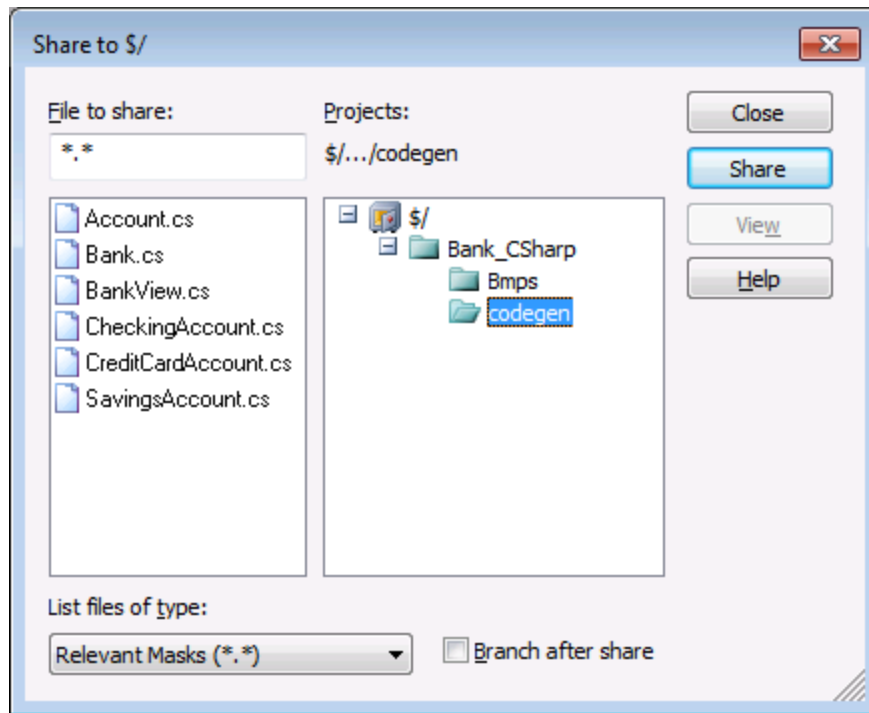 Share to $/
File to share:
*.*
Account.cs
Bank.cs
BankView.cs
CheckingAccount.cs
CreditCardAccount.cs
SavingsAccount.cs
Projects:
$/.../codegen
$/
Bank_CSharp
Bmps
codegen
Close
Share
View
Help
List files of type:
Relevant Masks (*.*)
Branch after share